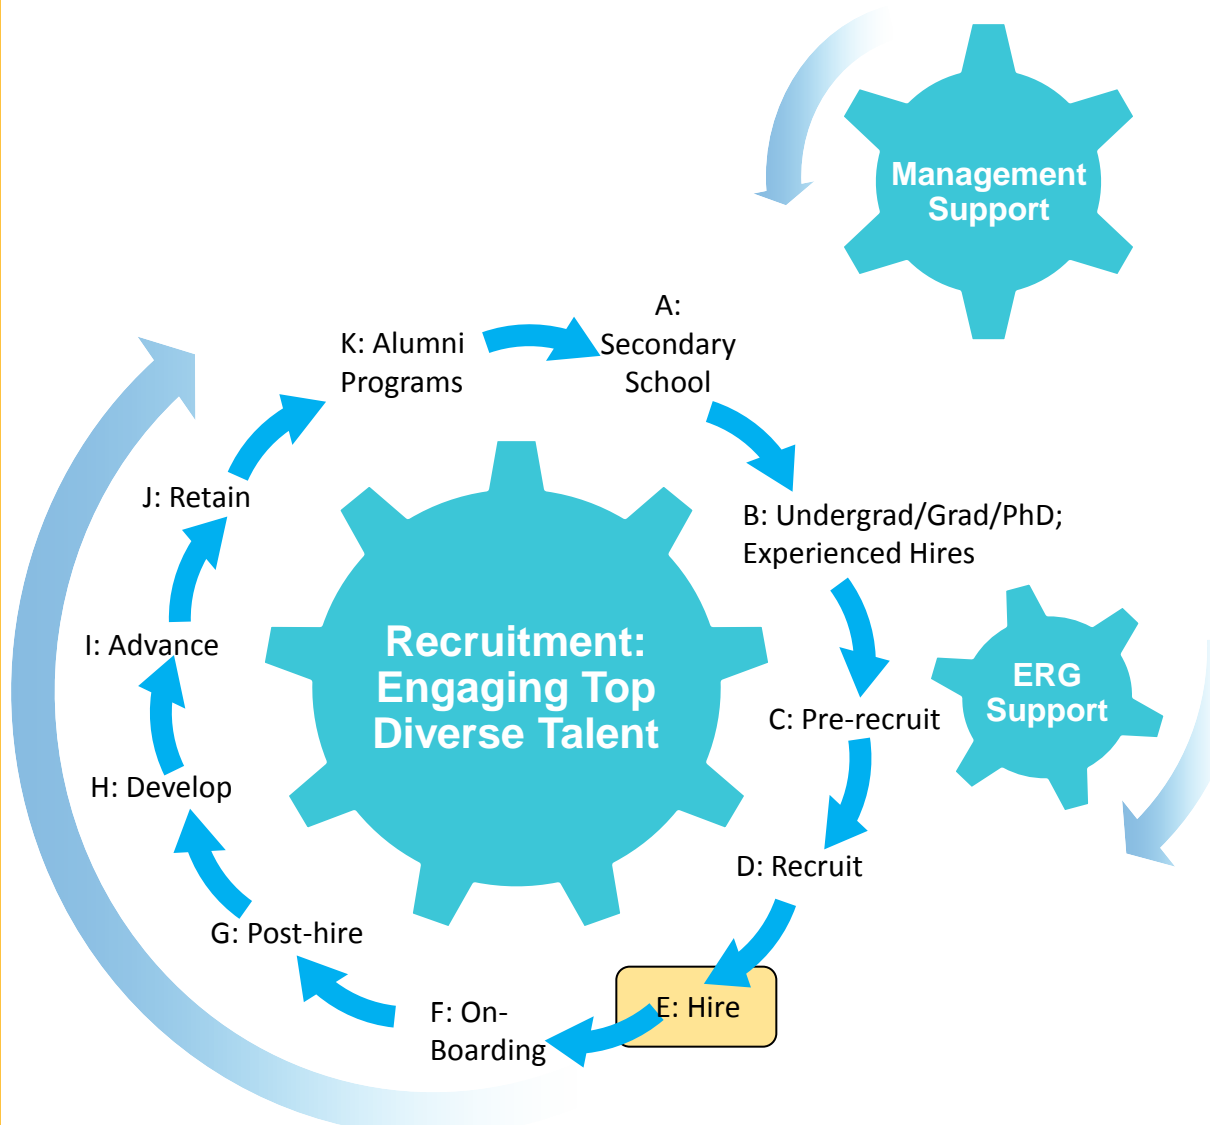 Management
Support
A:
Secondary
School
K: Alumni
Programs
J: Retain
B: Undergrad/Grad/PhD;
Experienced Hires
Recruitment:
Engaging Top
Diverse Talent
I: Advance
ERG
Support
C: Pre-recruit
H: Develop
D: Recruit
G: Post-hire
E: Hire
F: On-
Boarding